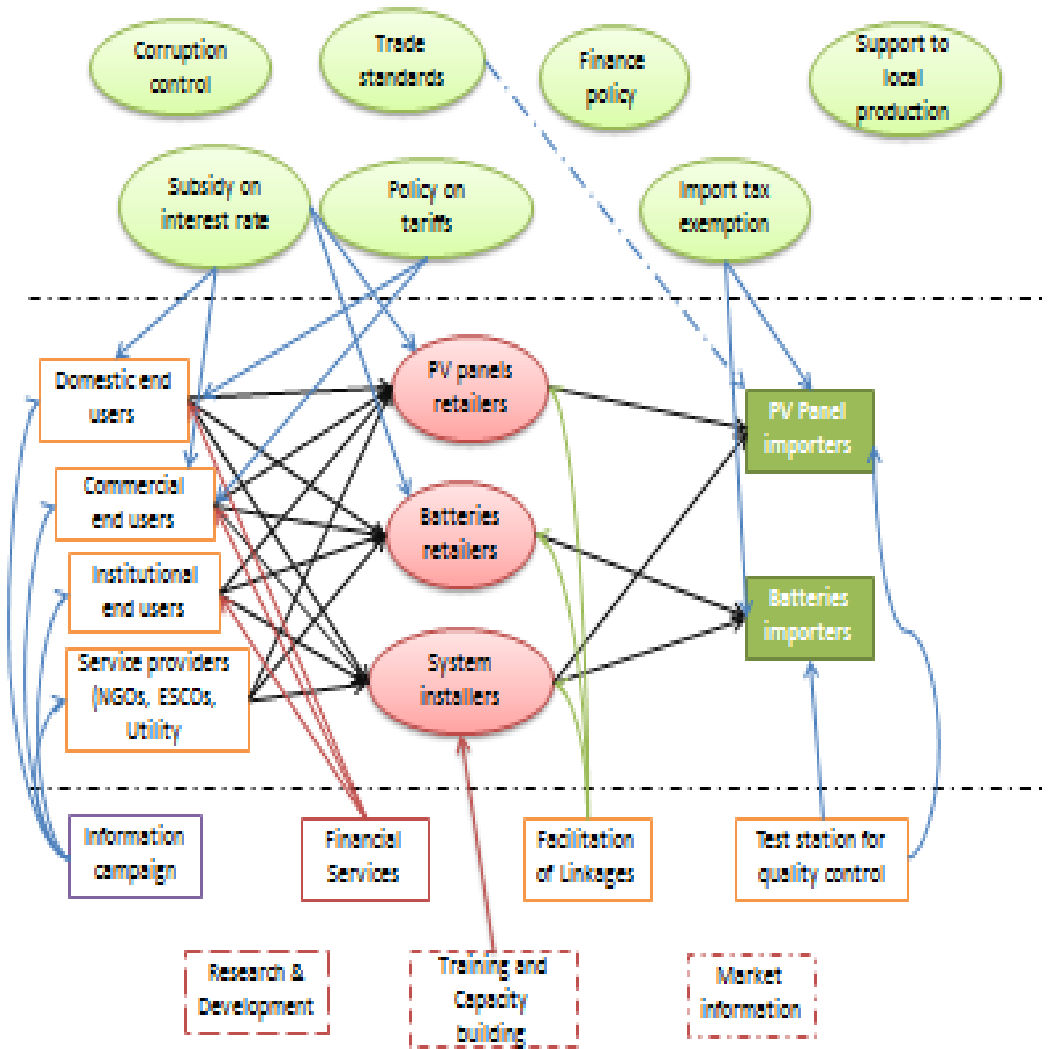 Corruption
control
Trade
standards
Finance
policy
Support to
local
production
Subsidy on
interest rate
Policy on
tariffs
Import tax
exemption
Domestic end
users
PV panels
retailers
PV Panel
importers
Commercial
end users
Batteries
retailers
Institutional
end users
Batteries
importers
Service providers
(NGOs, ESCOs,
Utility
System
installers
Information
campaign
Financial
Services
Facilitation
of Linkages
Test station for
quality control
Research &
Development
Training and
Capacity
building
Market
information